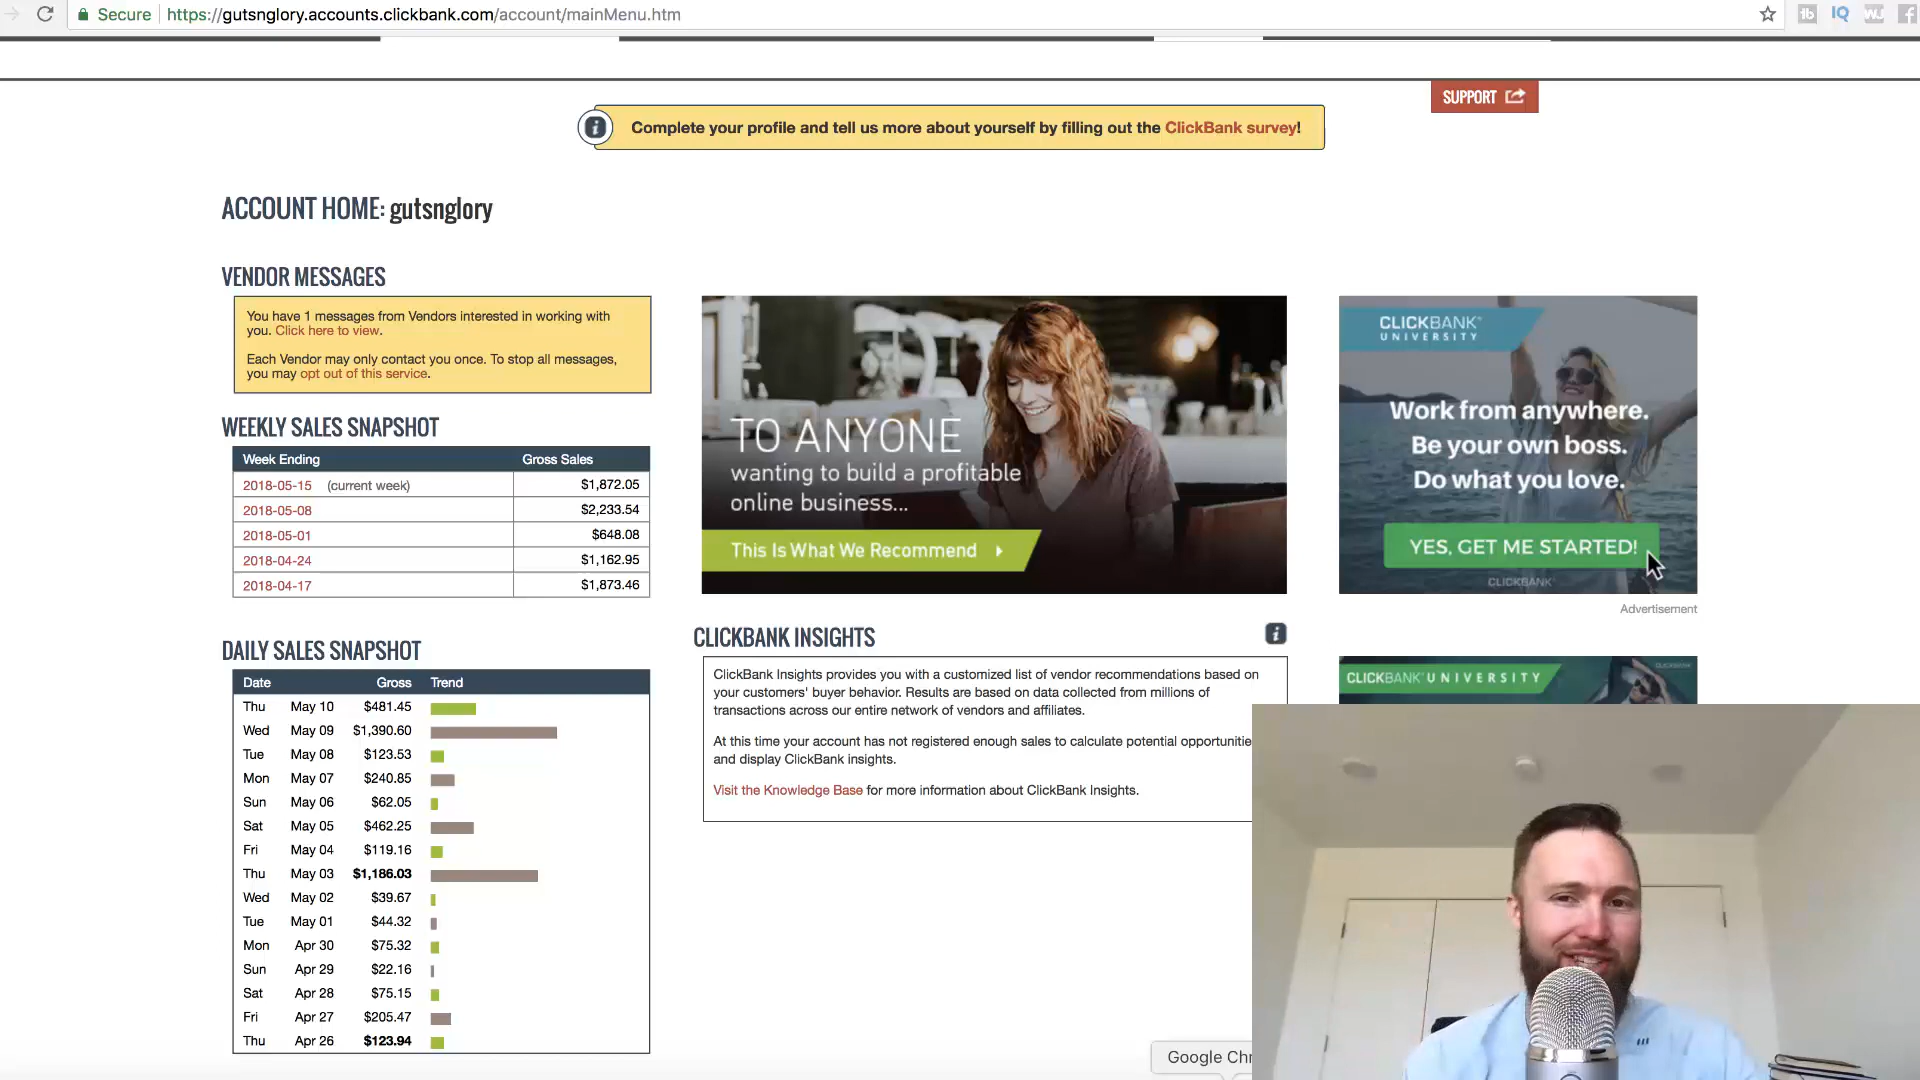 Secure https://gutsnglory.accounts.clickbank.com/account/mainMenu.htm
SUPPORT
Complete your profile and tell us more about yourself by filling out the ClickBank survey!
ACCOUNT HOME: gutsnglory
VENDOR MESSAGES
You have 1 messages from Vendors interested in working with
you. Click here to view.
Each Vendor may only contact you once. To stop all messages,
you may opt out of this service.
WEEKLY SALES SNAPSHOT
Week Ending Gross Sales
2018-05-15 (current week) $1,872.05
2018-05-08 $2,233.54
2018-05-01 $648.08
2018-04-24 $1,162.95
2018-04-17 $1,873.46
DAILY SALES SNAPSHOT
Date Gross Trend
Thu May 10 $481.45
Wed May 09 $1,390.60
Tue May 08 $123.53
Mon May 07 $240.85
Sun May 06 $62.05
Sat May 05 $462.25
Fri May 04 $119.16
Thu May 03 $1,186.03
Wed May 02 $39.67
Tue May 01 $44.32
Mon Apr 30 $75.32
Sun Apr 29 $22.16
Sat Apr 28 $75.15
Fri Apr 27 $205.47
Thu Apr 26 $123.94
TO ANYONE
wanting to build a profitable
online business...
This Is What We Recommend
CLICKBANK INSIGHTS
ClickBank Insights provides you with a customized list of vendor recommendations based on
your customers' buyer behavior. Results are based on data collected from millions of
transactions across our entire network of vendors and affiliates.
At this time your account has not registered enough sales to calculate potential opportunitie
and display ClickBank insights.
Visit the Knowledge Base for more information about ClickBank Insights.
CLICKBANK
UNIVERSITY
Work from anywhere.
Be your own boss.
Do what you love.
YES, GET ME STARTED!
CLICKBANK
Advertisement
CLICKBANK UNIVERSITY
CLICKBANK
Google Chr